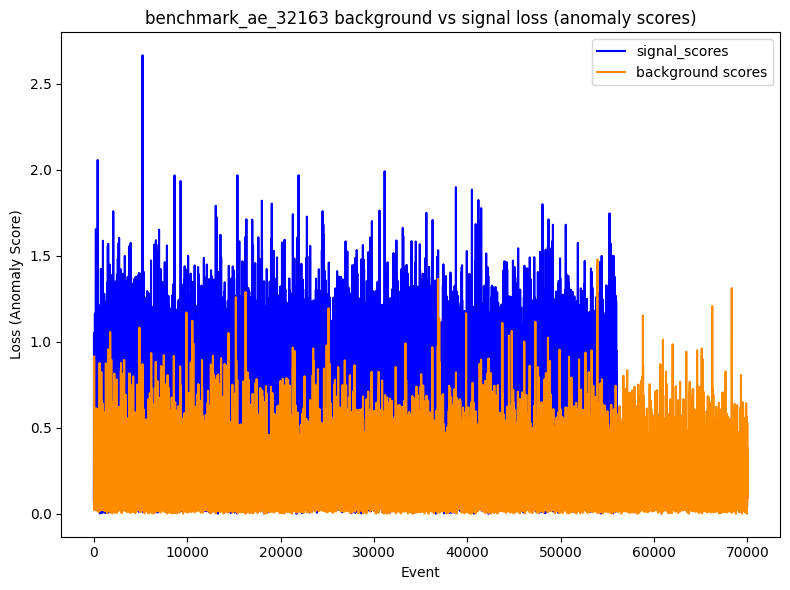 benchmark_ae_32163 background vs signal loss (anomaly scores)
signal_scores
background scores
Loss (Anomaly Score)
2.5
2.0
1.5
1.0
0.5
0.0
0 10000 20000 30000 40000 50000 60000 70000
Event